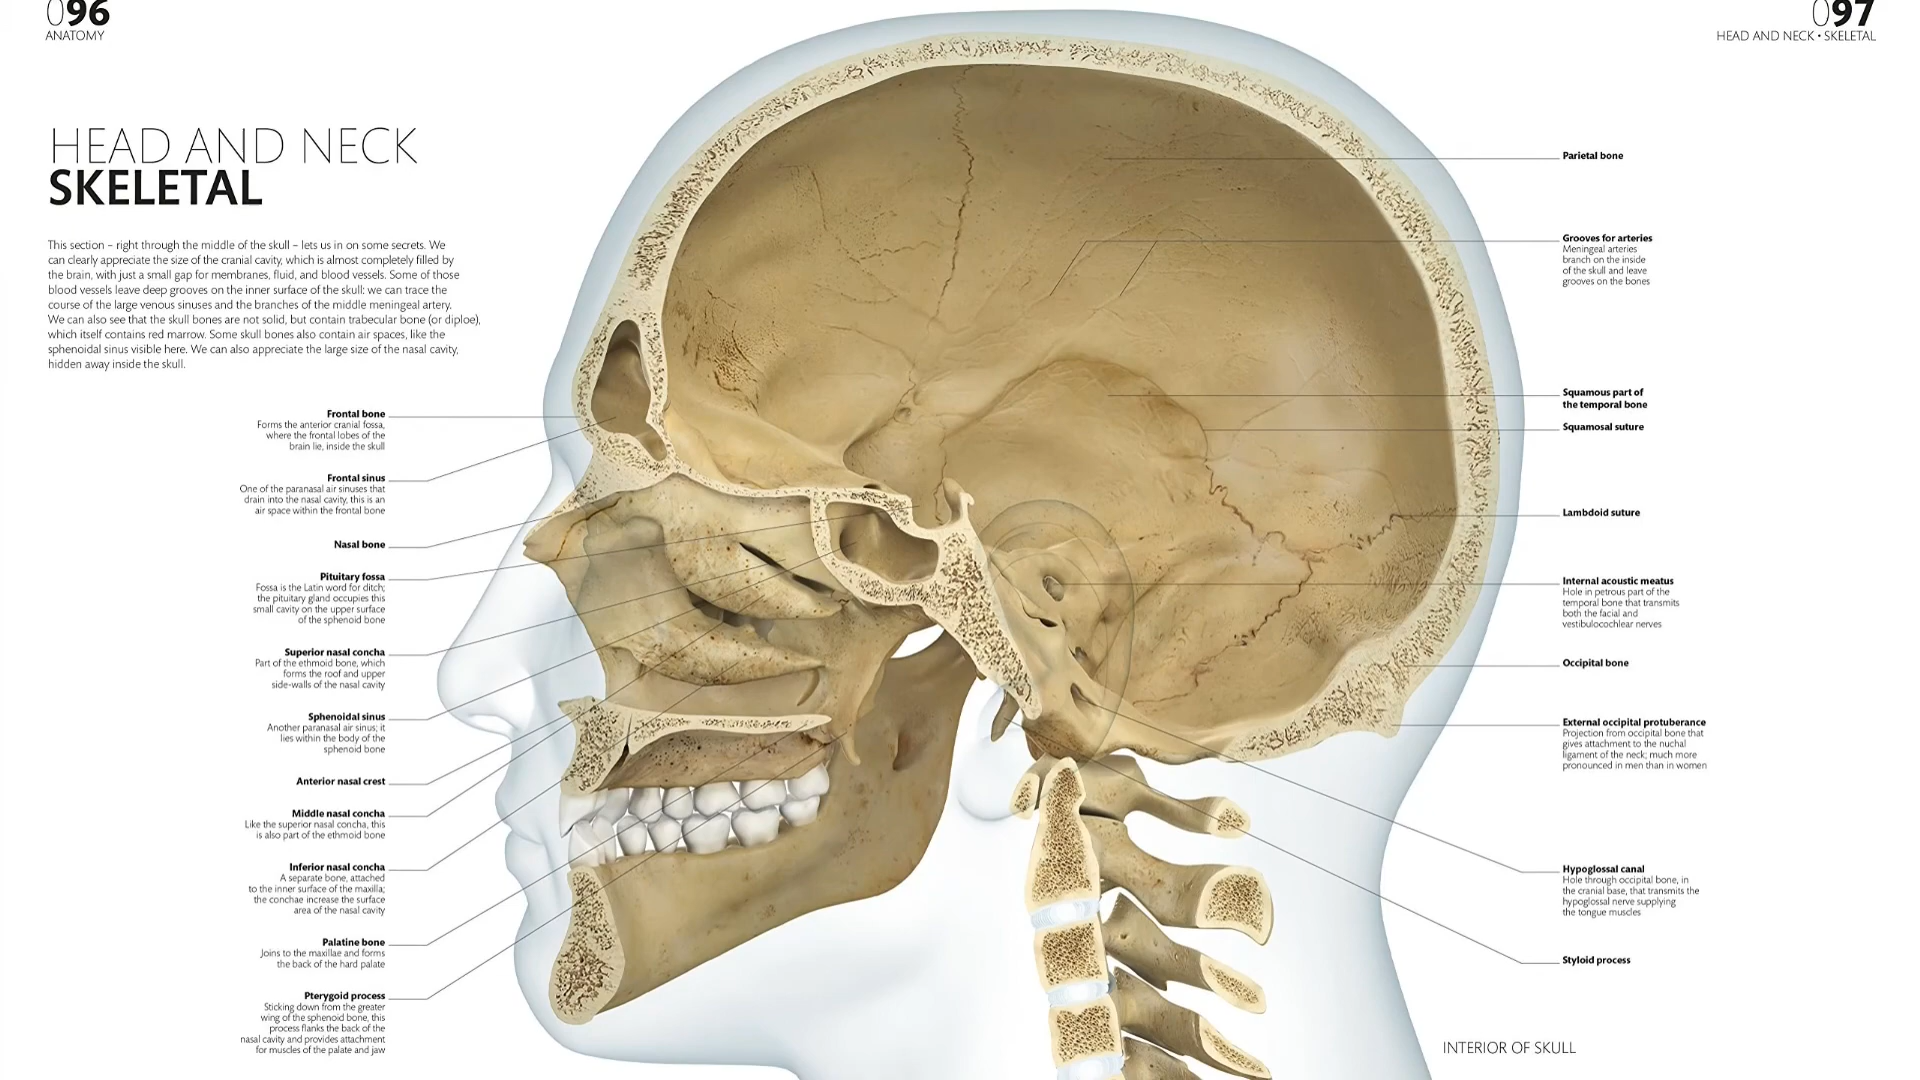 096
ANATOMY
097
HEAD AND NECK • SKELETAL
HEAD AND NECK
SKELETAL
This section – right through the middle of the skull – lets us in on some secrets. We
can clearly appreciate the size of the cranial cavity, which is almost completely filled by
the brain, with just a small gap for membranes, fluid, and blood vessels. Some of those
blood vessels leave deep grooves on the inner surface of the skull: we can trace the
course of the large venous sinuses and the branches of the middle meningeal artery.
We can also see that the skull bones are not solid, but contain trabecular bone (or diploe),
which itself contains red marrow. Some skull bones also contain air spaces, like the
sphenoidal sinus visible here. We can also appreciate the large size of the nasal cavity,
hidden away inside the skull.
Frontal bone
Forms the anterior cranial fossa,
where the frontal lobes of the
brain lie, inside the skull
Frontal sinus
One of the paranasal air sinuses that
drain into the nasal cavity, this is an
air space within the frontal bone
Nasal bone
Pituitary fossa
Fossa is the Latin word for ditch;
the pituitary gland occupies this
small cavity on the upper surface
of the sphenoid bone
Superior nasal concha
Part of the ethmoid bone, which
forms the roof and upper
side-walls of the nasal cavity
Sphenoidal sinus
Another paranasal air sinus; it
lies within the body of the
sphenoid bone
Anterior nasal crest
Middle nasal concha
Like the superior nasal concha, this
is also part of the ethmoid bone
Inferior nasal concha
A separate bone, attached
to the inner surface of the maxilla;
the conchae increase the surface
area of the nasal cavity
Palatine bone
Joins to the maxillae and forms
the back of the hard palate
Pterygoid process
Sticking down from the greater
wing of the sphenoid bone, this
process flanks the back of the
nasal cavity and provides attachment
for muscles of the palate and jaw
Parietal bone
Grooves for arteries
Meningeal arteries
branch on the inside
of the skull and leave
grooves on the bones
Squamous part of
the temporal bone
Squamosal suture
Lambdoid suture
Internal acoustic meatus
Hole in petrous part of the
temporal bone that transmits
both the facial and
vestibulocochlear nerves
Occipital bone
External occipital protuberance
Projection from occipital bone that
gives attachment to the nuchal
ligament of the neck; much more
pronounced in men than in women
Hypoglossal canal
Hole through occipital bone, in
the cranial base, that transmits the
hypoglossal nerve supplying
the tongue muscles
Styloid process
INTERIOR OF SKULL